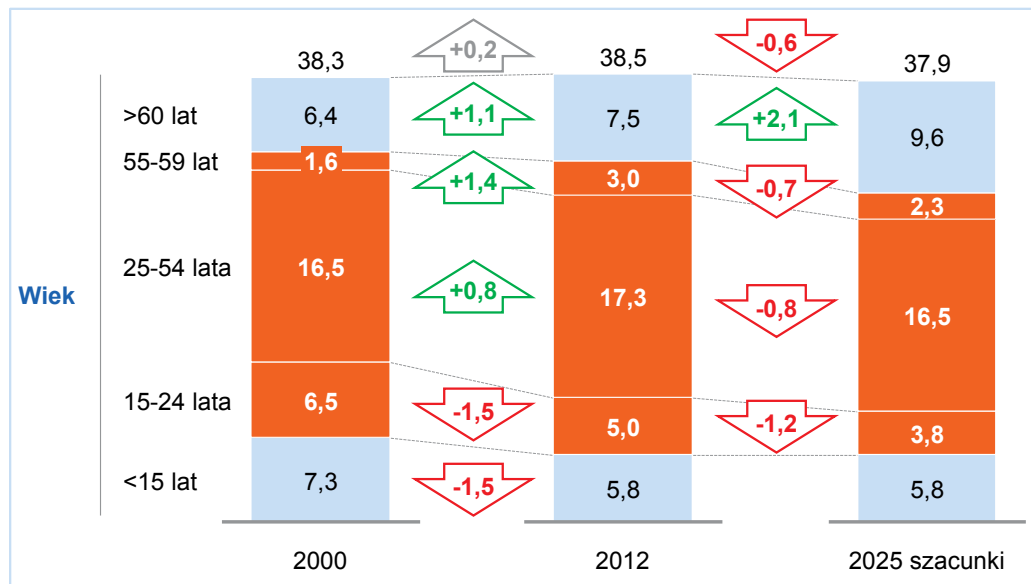 38,3 +0,2 38,5 -0,6 37,9
>60 lat 6,4 +1,1 7,5 +2,1 9,6
55-59 lat 1,6 +1,4 3,0 -0,7 2,3
25-54 lata 16,5 +0,8 17,3 -0,8 16,5
Wiek
15-24 lata 6,5 -1,5 5,0 -1,2 3,8
<15 lat 7,3 -1,5 5,8 5,8
2000 2012 2025 szacunki